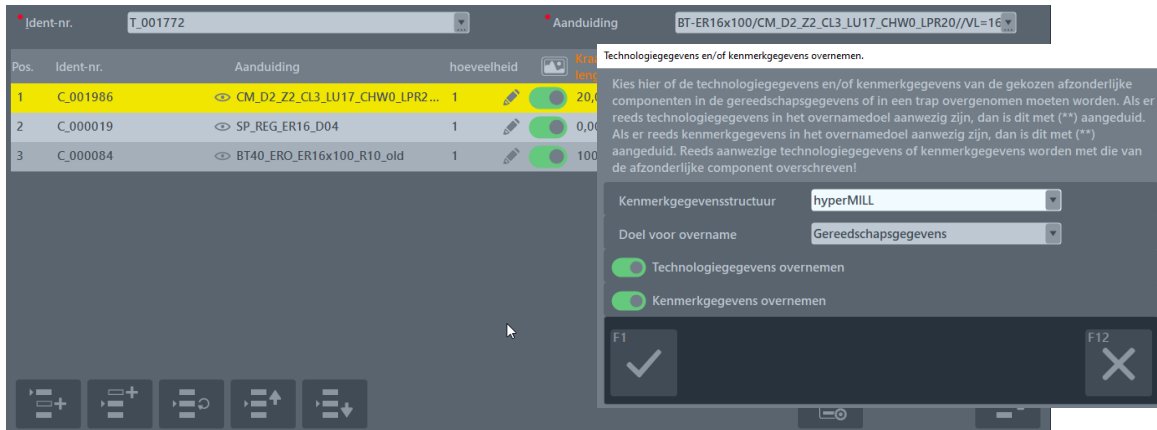 Ident-nr. T_001772 Aanduiding BT-ER16x100/CM_D2_Z2_CL3_LU17_CHW0_LPR20//VL=16
Pos. Ident-nr. Aanduiding hoeveelheid
1 C_001986 CM_D2_Z2_CL3_LU17_CHW0_LPR2... 1 20,
2 C_000019 SP_REG_ER16_D04 1 0,00
3 C_000084 BT40_ERO_ER16x100_R10_old 1 100
Technologiegegevens en/of kenmerkgegevens overnemen.
Kies hier of de technologiegegevens en/of kenmerkgegevens van de gekozen afzonderlijke
componenten in de gereedschapsgegevens of in een trap overgenomen moeten worden. Als er
reeds technologiegegevens in het overnamedoel aanwezig zijn, dan is dit met (**) aangeduid.
Als er reeds kenmerkgegevens in het overnamedoel aanwezig zijn, dan is dit met (**)
aangeduid. Reeds aanwezige technologiegegevens of kenmerkgegevens worden met die van
de afzonderlijke component overschreven!
Kenmerkgegevensstructuur hyperMILL
Doel voor overname Gereedschapsgegevens
Technologiegegevens overnemen
Kenmerkgegevens overnemen
F1 F12